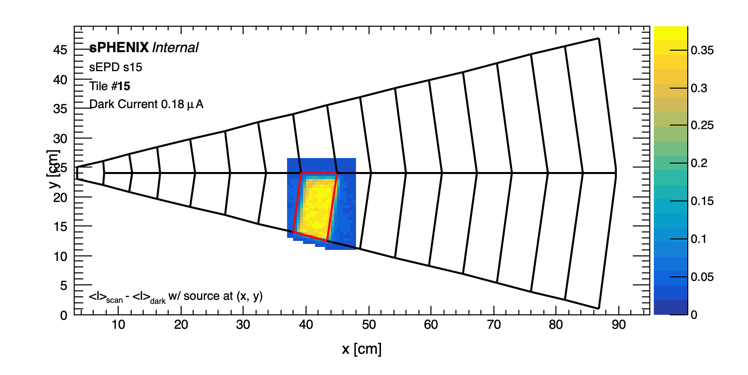 sPHENIX Internal
sEPD s15
Tile #15
Dark Current 0.18 μA
<I>scan - <I>dark w/ source at (x, y)
y [cm]
45
40
35
30
25
20
15
10
5
0
10 20 30 40 50 60 70 80 90
x [cm]
0.35
0.3
0.25
0.2
0.15
0.1
0.05
0